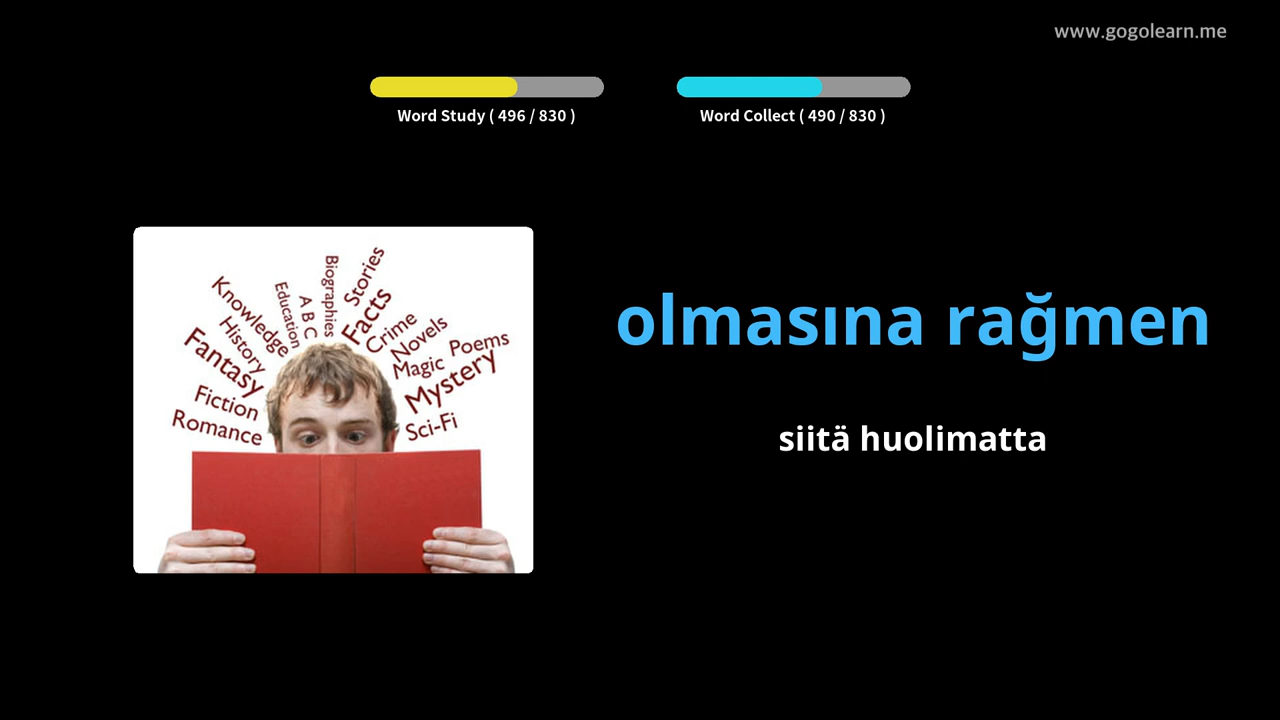 www.gogolearn.me
Word Study ( 496 / 830 )
Word Collect ( 490 / 830 )
Biographies
Stories
Education
A B C
Facts
Knowledge
History
Crime
Novels
Poems
Fantasy
Magic
Mystery
Fiction
Romance
Sci-Fi
olmasına rağmen
siitä huolimatta